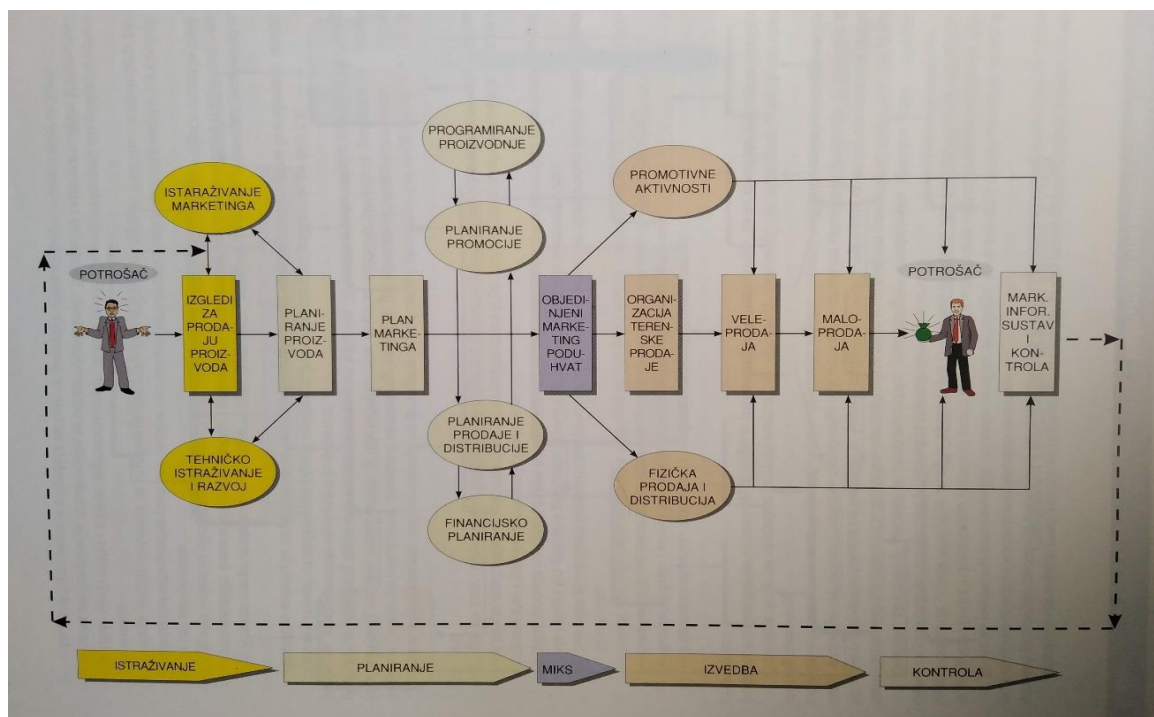 PROGRAMIRANJE
PROIZVODNJE
ISTARAŽIVANJE
MARKETINGA
PROMOTIVNE
AKTIVNOSTI
PLANIRANJE
PROMOCIJE
POTROŠAČ
IZGLEDI
ZA
PRODA-
JU PROIZ-
VODA
PLANI-
RANJE
PROIZ-
VODA
PLAN
MARKE-
TINGA
OBJEDI-
NJENI
MARKE-
TING
PODU-
HVAT
ORGANI-
ZACIJA
TEREN-
SKE
PRODA-
JE
VELE-
PRODA-
JA
MALO-
PRODA-
JA
POTROŠAČ
MARK.
INFOR.
SUSTAV
I
KON-
TROLA
PLANIRANJE
PRODAJE I
DISTRIBUCIJE
TEHNIČKO
ISTRAŽIVANJE
I RAZVOJ
FIZIČKA
PRODAJA I
DISTRIBUCIJA
FINANCIJSKO
PLANIRANJE
ISTRAŽIVANJE
PLANIRANJE
MIKS
IZVEDBA
KONTROLA